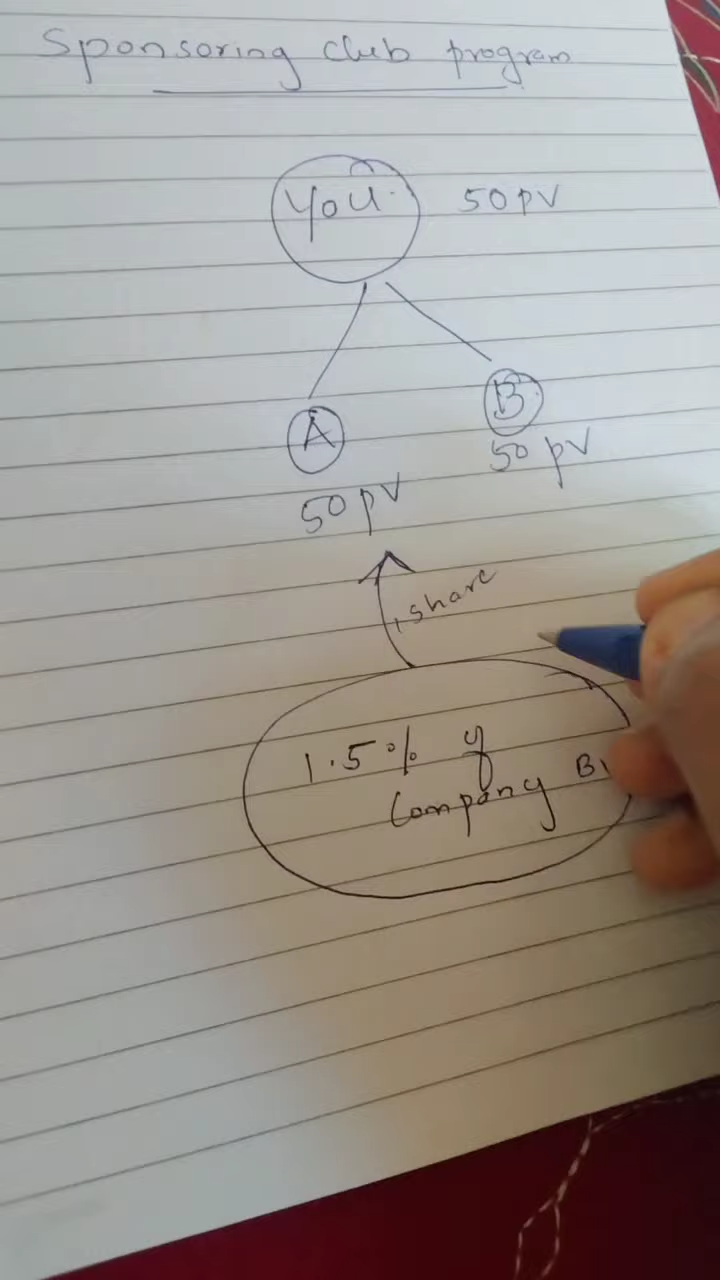 Sponsoring club program
You 50 PV
A B
50 PV 50 PV
share
1.5% of
Company